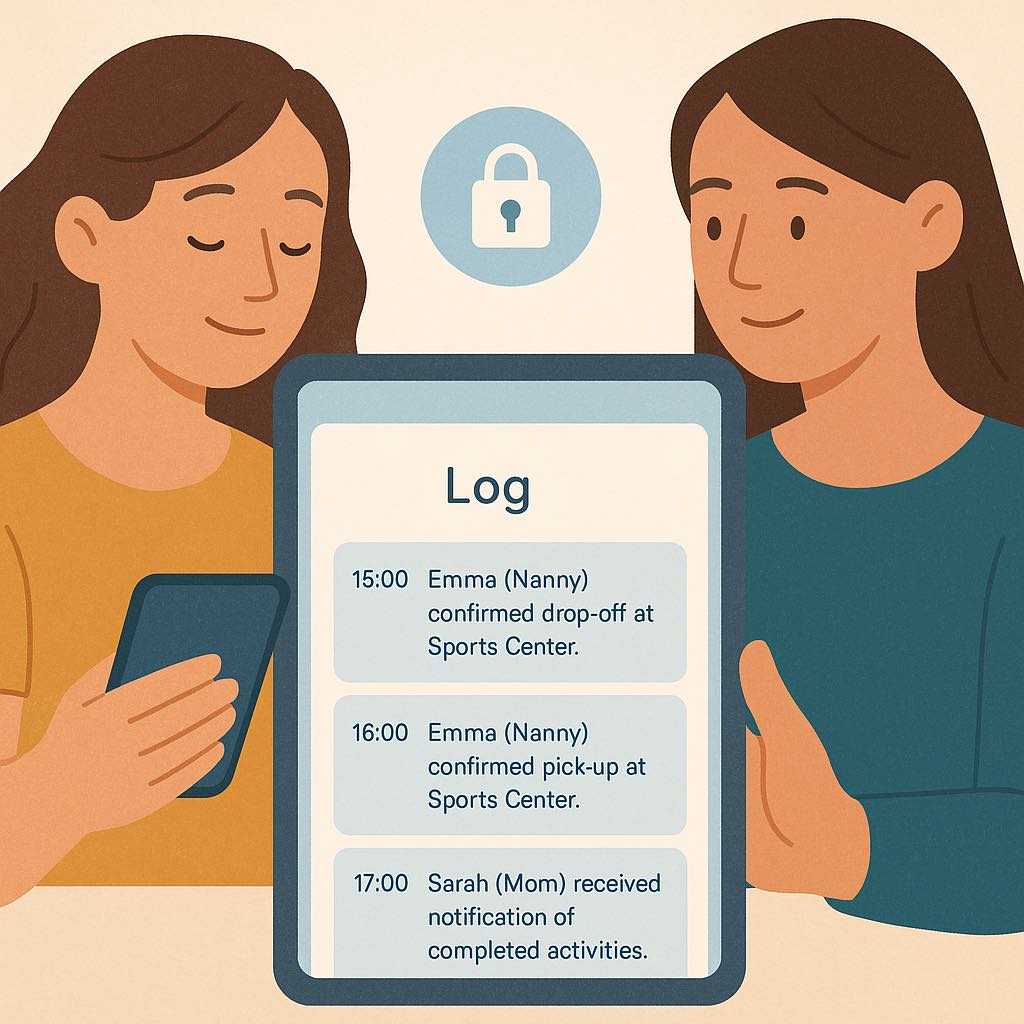 Log
15:00 Emma (Nanny)
confirmed drop-off at
Sports Center.
16:00 Emma (Nanny)
confirmed pick-up at
Sports Center.
17:00 Sarah (Mom) received
notification of
completed activities.